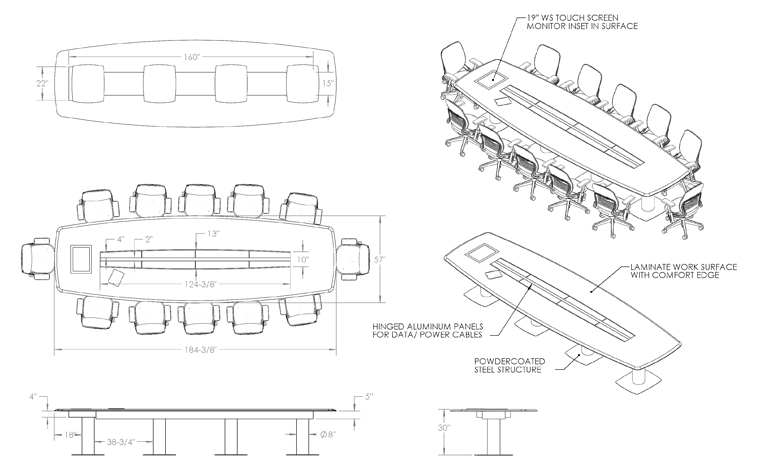 19" WS TOUCH SCREEN
MONITOR INSET IN SURFACE
160"
22"
15"
4"
2"
13"
10"
57"
124-3/8"
184-3/8"
LAMINATE WORK SURFACE
WITH COMFORT EDGE
HINGED ALUMINUM PANELS
FOR DATA/ POWER CABLES
POWDERCOATED
STEEL STRUCTURE
4"
5"
18"
38-3/4"
Ø8"
30"